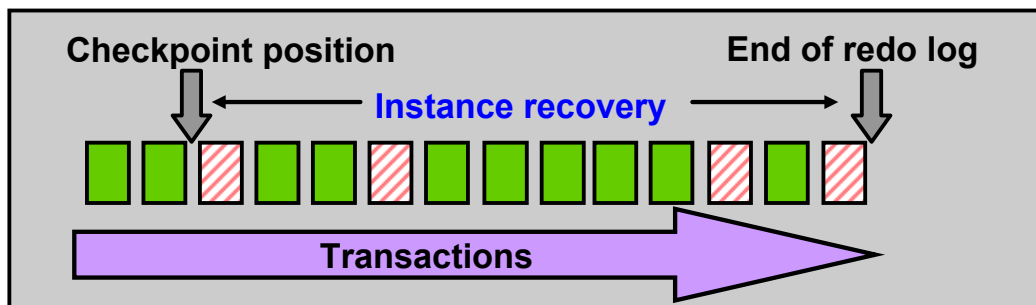 Checkpoint position
End of redo log
Instance recovery
Transactions